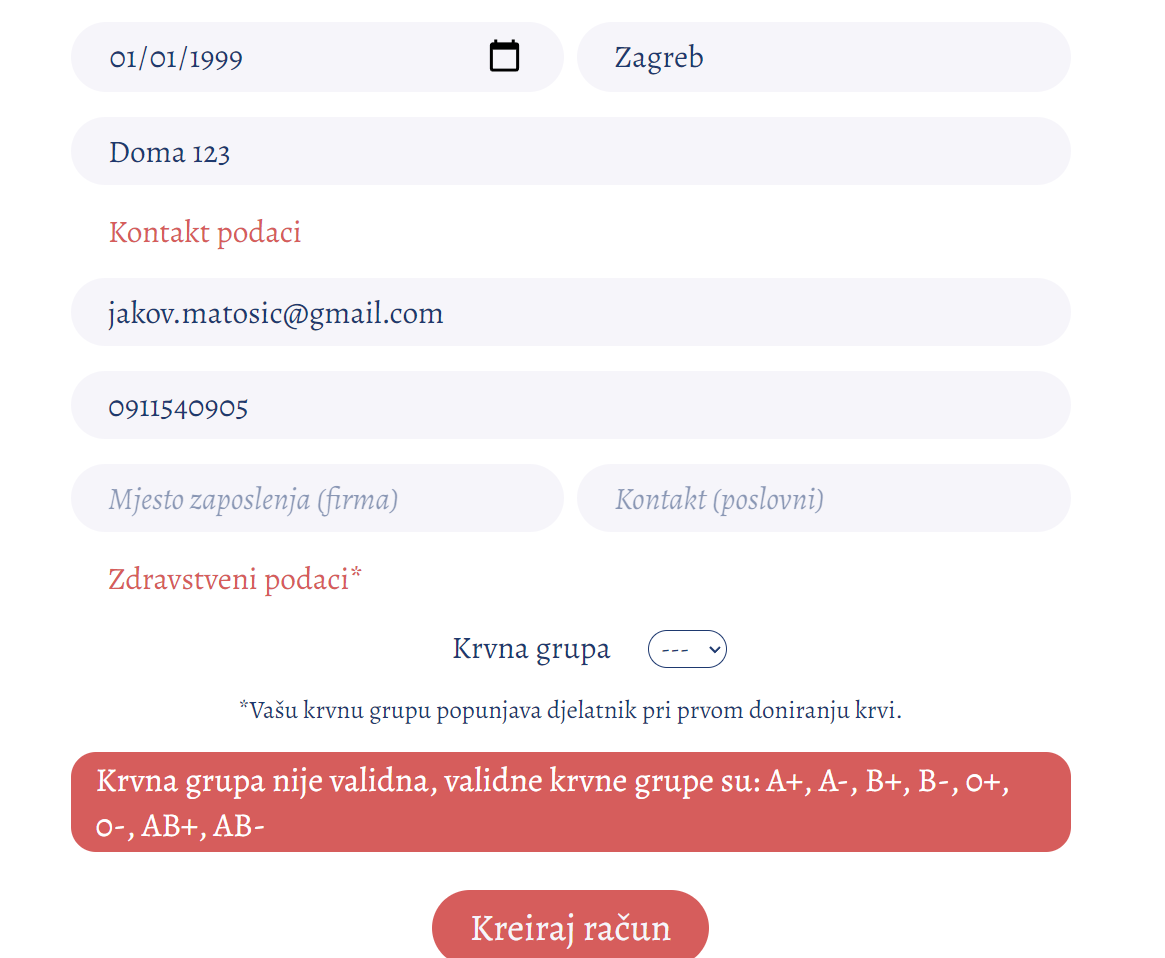 01/01/1999 Zagreb
Doma 123
Kontakt podaci
jakov.matosic@gmail.com
0911540905
Mjesto zaposlenja (firma) Kontakt (poslovni)
Zdravstveni podaci*
Krvna grupa ---
*Vašu krvnu grupu popunjava djelatnik pri prvom doniranju krvi.
Krvna grupa nije validna, validne krvne grupe su: A+, A-, B+, B-, 0+,
0-, AB+, AB-
Kreiraj račun